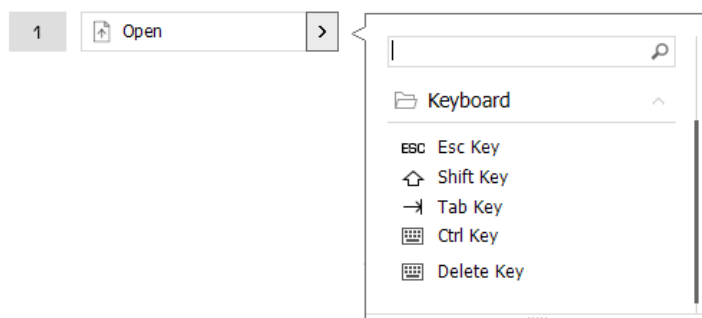 1 Open >
Keyboard
ESC Esc Key
Shift Key
Tab Key
Ctrl Key
Delete Key